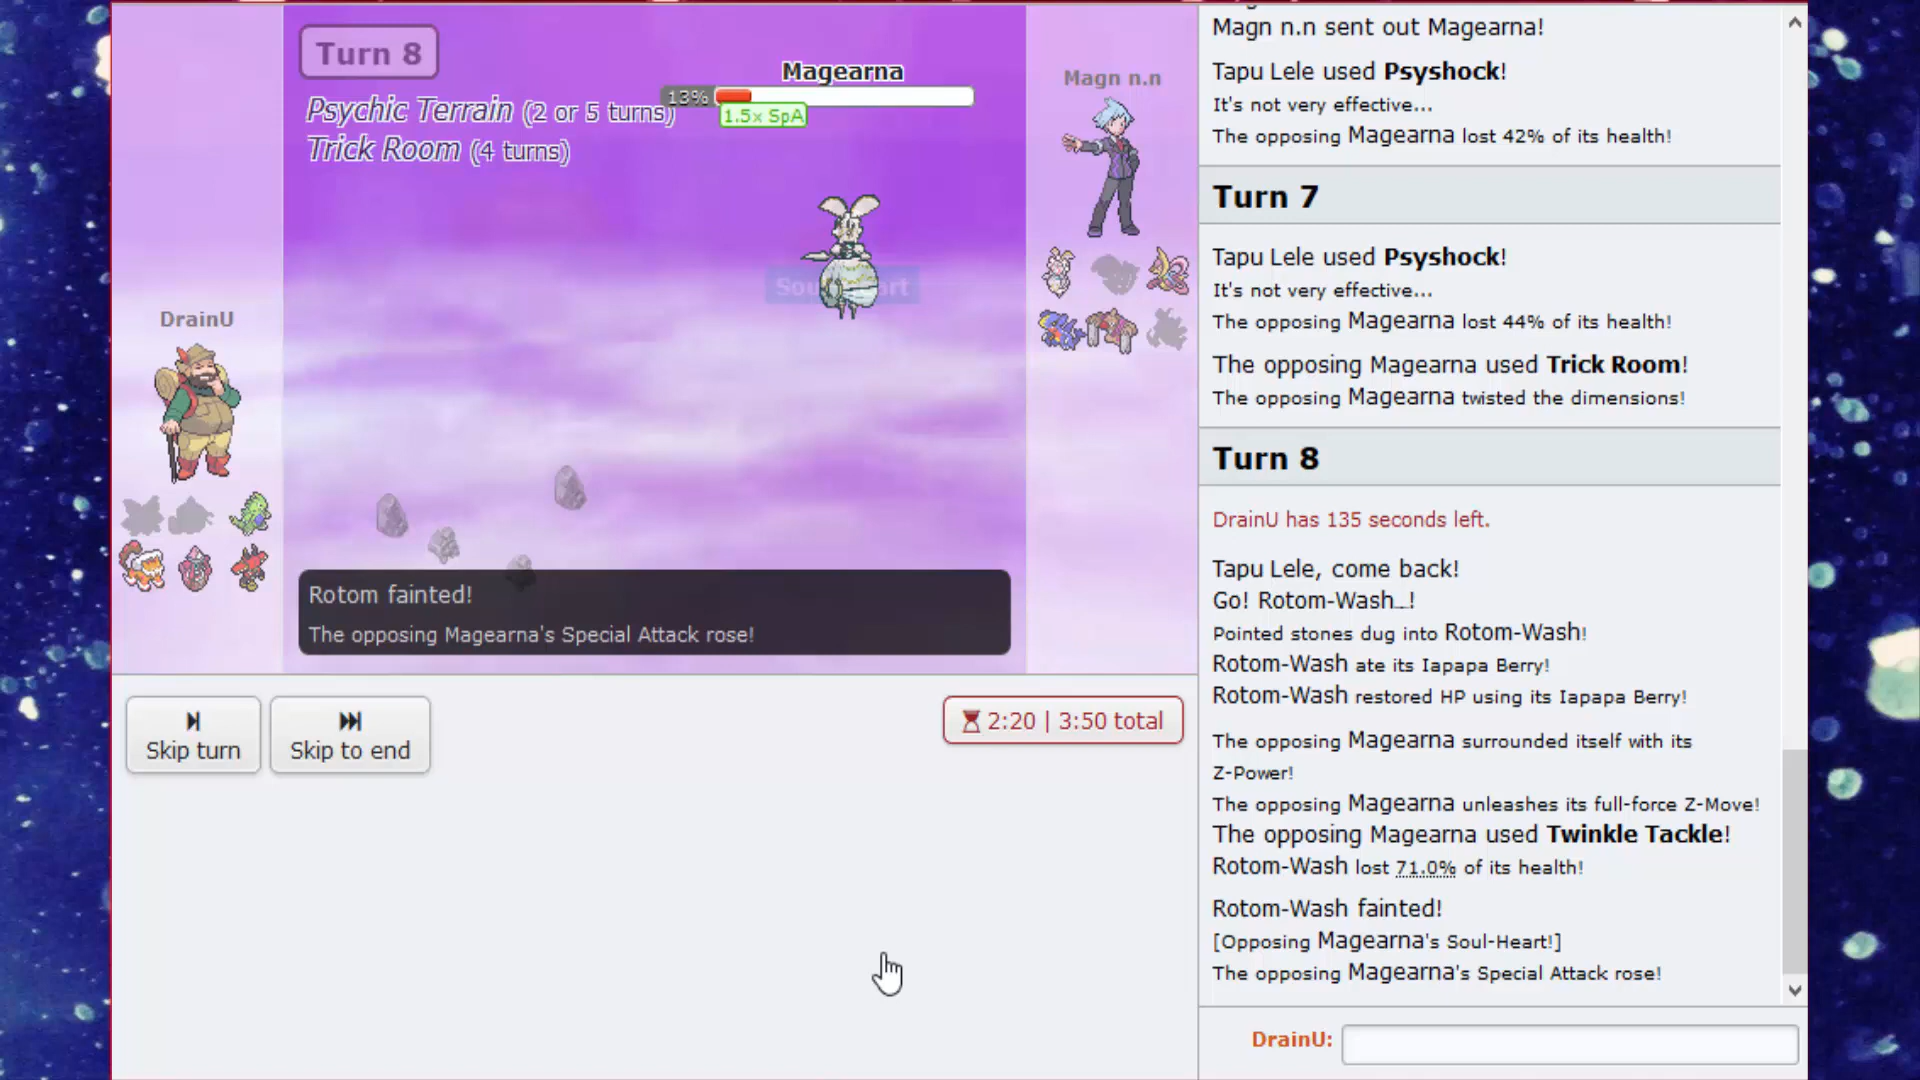 Turn 8
Psychic Terrain (2 or 5 turns)
Trick Room (4 turns)
Magearna
13%
1.5× SpA
Magn n.n
DrainU
Rotom fainted!
The opposing Magearna's Special Attack rose!
Skip turn
Skip to end
2:20 | 3:50 total
Magn n.n sent out Magearna!
Tapu Lele used Psyshock!
It's not very effective...
The opposing Magearna lost 42% of its health!
Turn 7
Tapu Lele used Psyshock!
It's not very effective...
The opposing Magearna lost 44% of its health!
The opposing Magearna used Trick Room!
The opposing Magearna twisted the dimensions!
Turn 8
DrainU has 135 seconds left.
Tapu Lele, come back!
Go! Rotom-Wash !
Pointed stones dug into Rotom-Wash!
Rotom-Wash ate its Iapapa Berry!
Rotom-Wash restored HP using its Iapapa Berry!
The opposing Magearna surrounded itself with its
Z-Power!
The opposing Magearna unleashes its full-force Z-Move!
The opposing Magearna used Twinkle Tackle!
Rotom-Wash lost 71.0% of its health!
Rotom-Wash fainted!
[Opposing Magearna's Soul-Heart!]
The opposing Magearna's Special Attack rose!
DrainU: